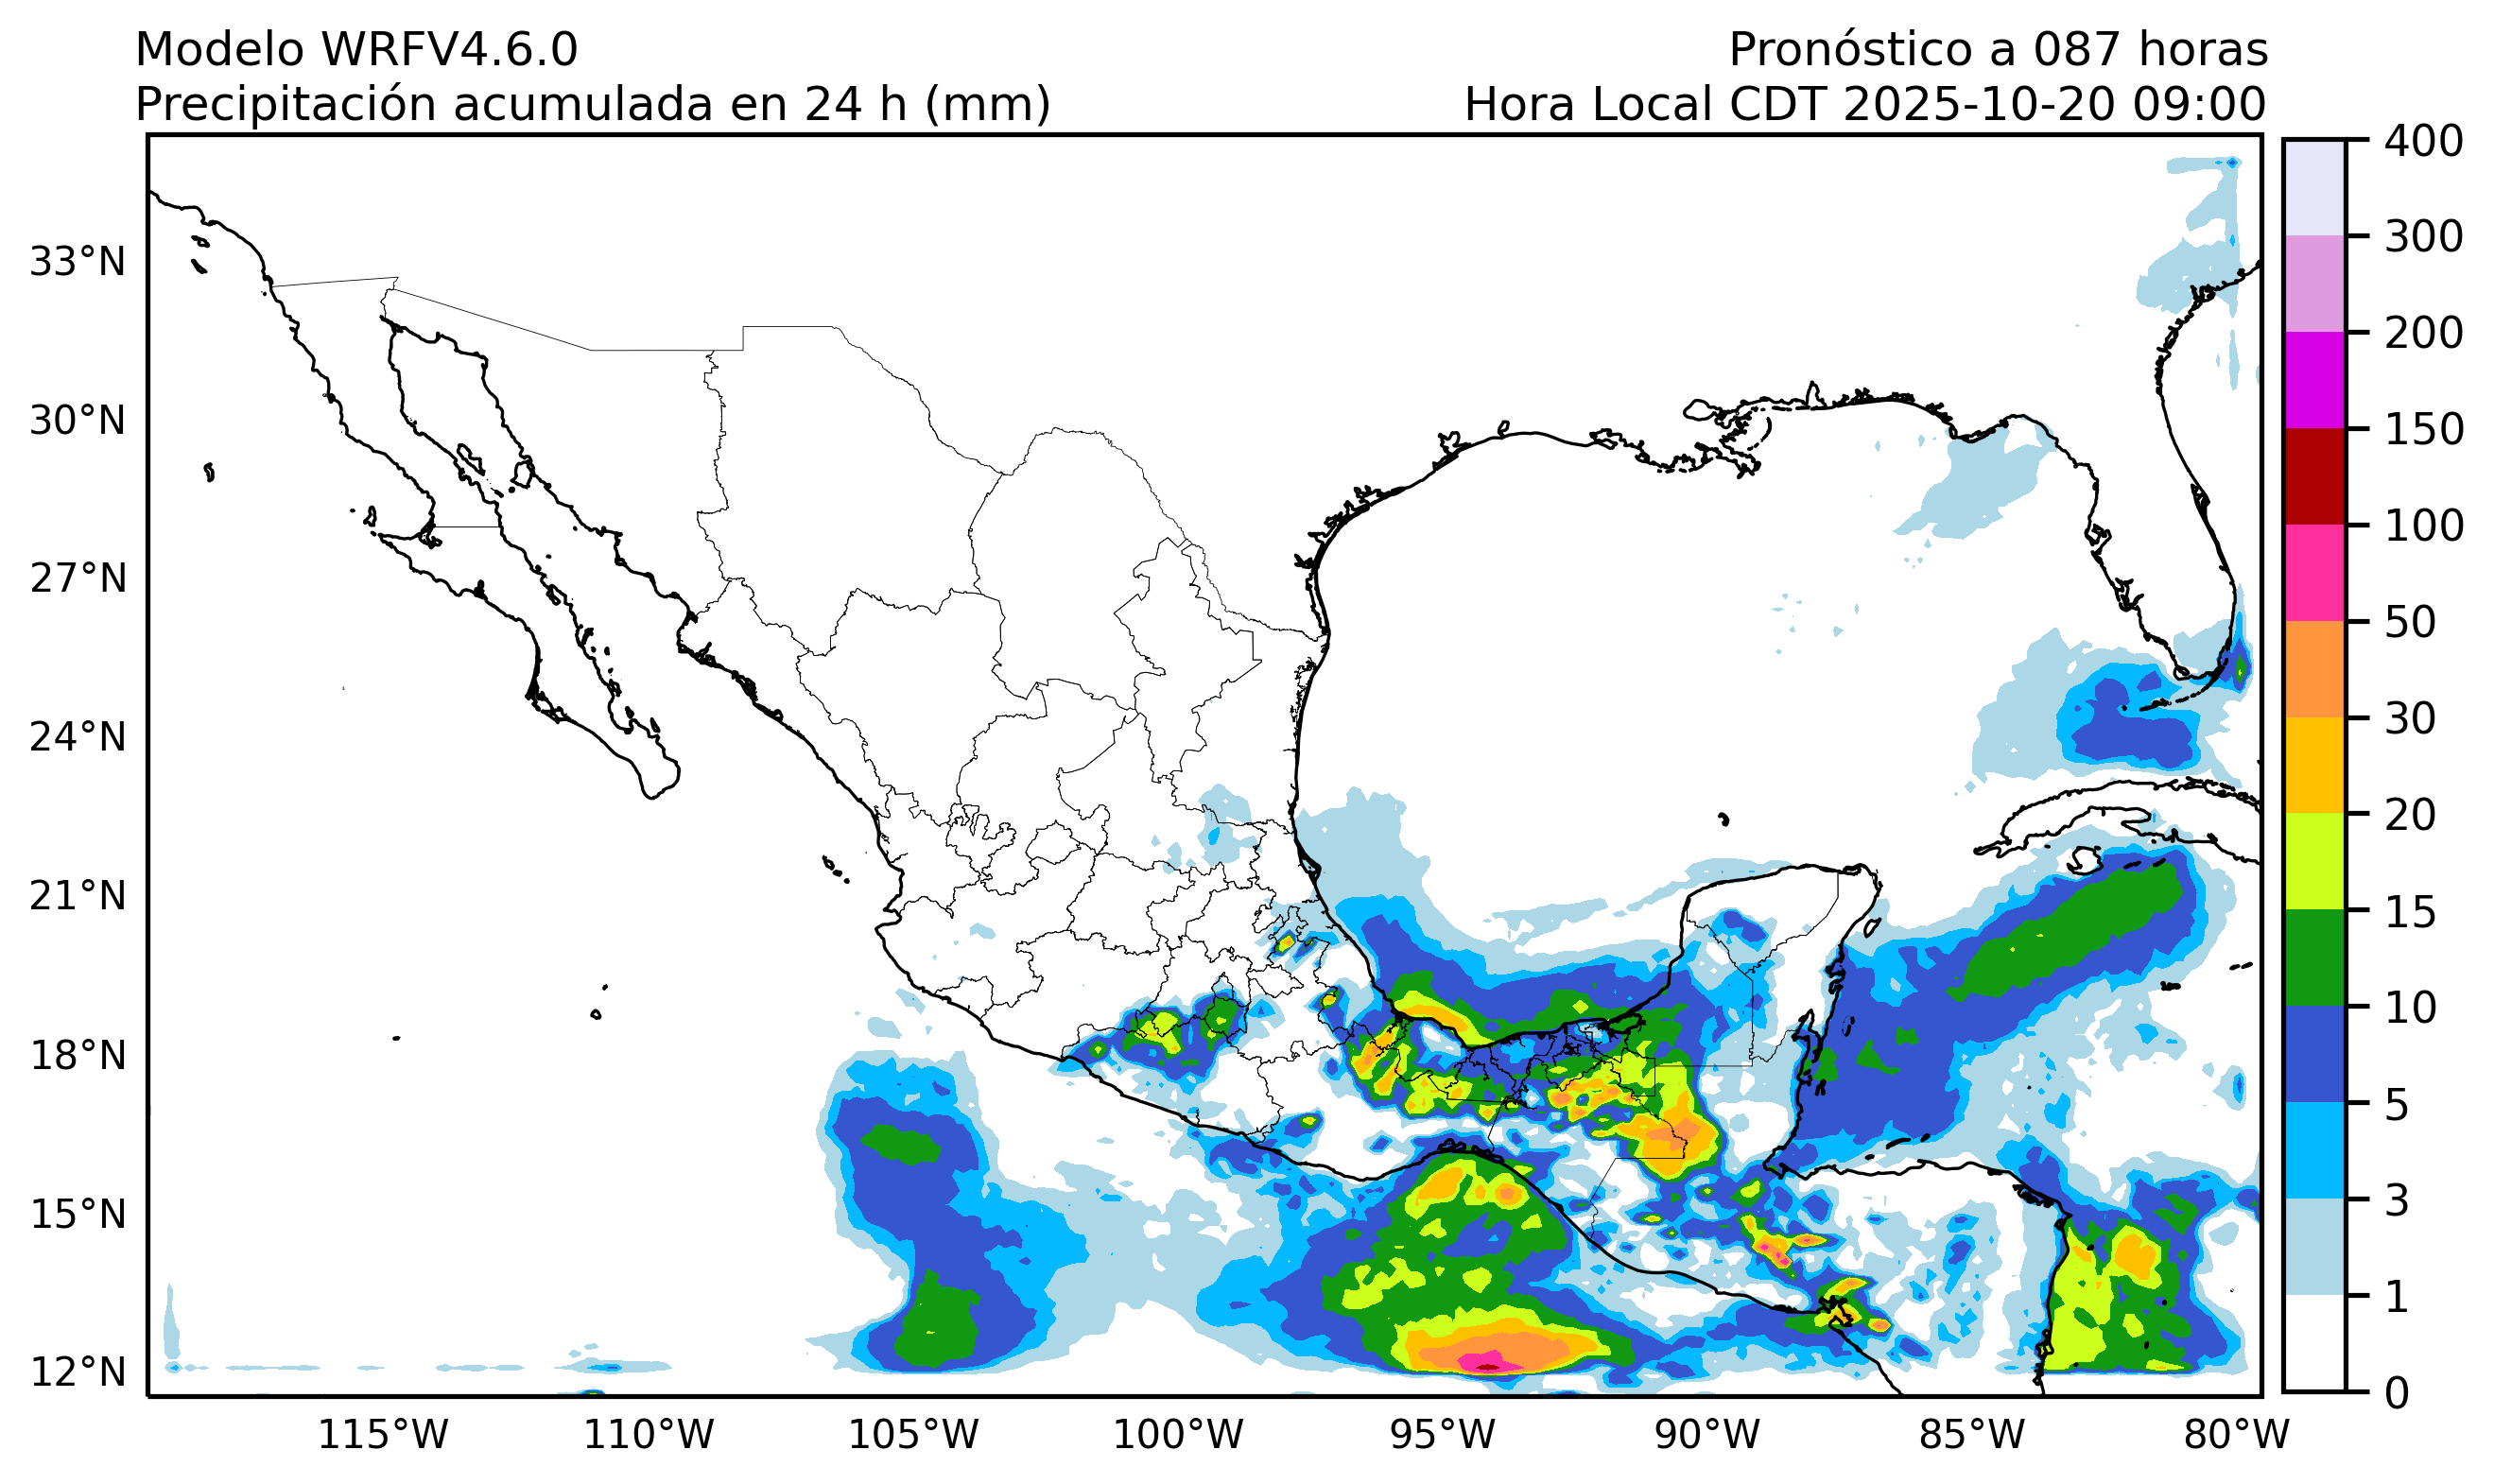 Modelo WRFV4.6.0
Pronóstico a 087 horas
Precipitación acumulada en 24 h (mm)
Hora Local CDT 2025-10-20 09:00
33°N
30°N
27°N
24°N
21°N
18°N
15°N
12°N
115°W
110°W
105°W
100°W
95°W
90°W
85°W
80°W
400
300
200
150
100
50
30
20
15
10
5
3
1
0